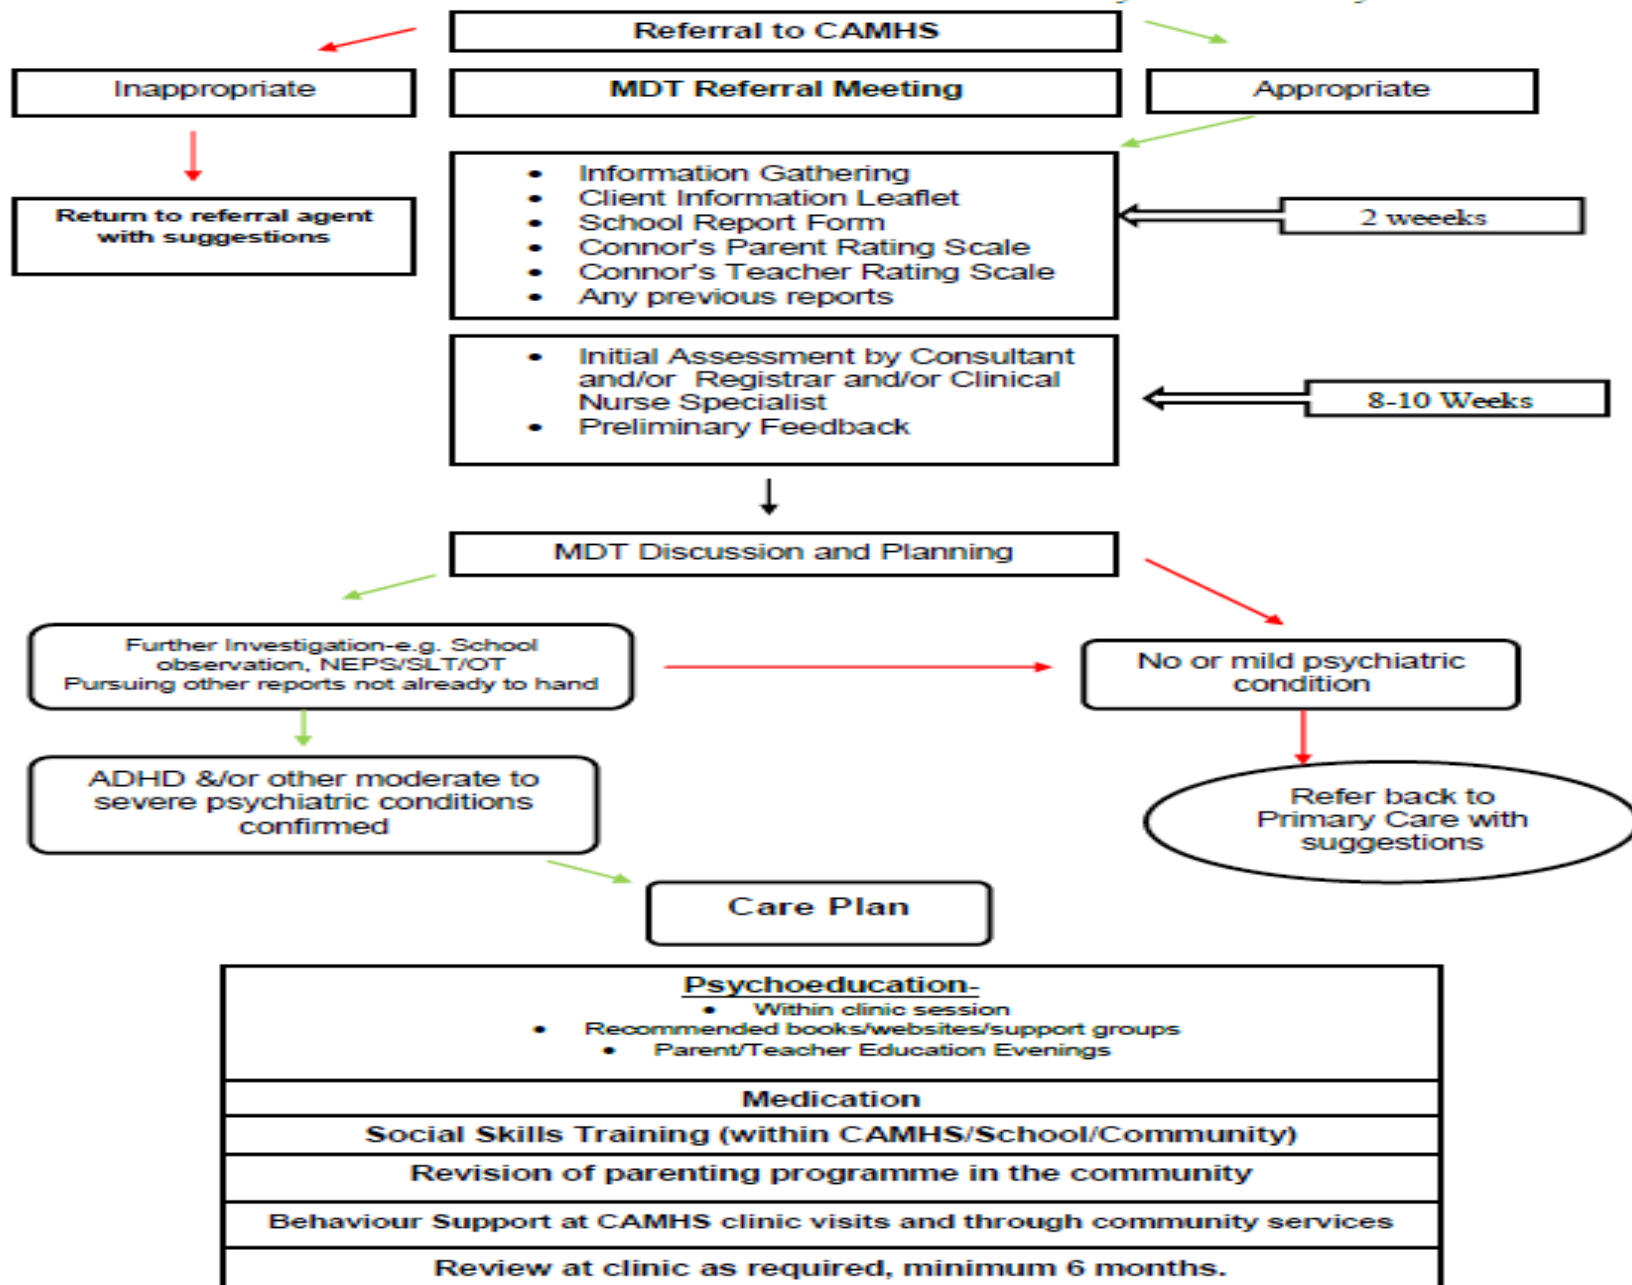 Referral to CAMHS
Inappropriate
MDT Referral Meeting
Appropriate
Return to referral agent
with suggestions
• Information Gathering
• Client Information Leaflet
• School Report Form
• Connor's Parent Rating Scale
• Connor's Teacher Rating Scale
• Any previous reports
2 weeeks
• Initial Assessment by Consultant
and/or Registrar and/or Clinical
Nurse Specialist
• Preliminary Feedback
8-10 Weeks
MDT Discussion and Planning
Further Investigation-e.g. School
observation, NEPS/SLT/OT
Pursuing other reports not already to hand
No or mild psychiatric
condition
ADHD &/or other moderate to
severe psychiatric conditions
confirmed
Refer back to
Primary Care with
suggestions
Care Plan
Psychoeducation-
• Within clinic session
• Recommended books/websites/support groups
• Parent/Teacher Education Evenings
Medication
Social Skills Training (within CAMHS/School/Community)
Revision of parenting programme in the community
Behaviour Support at CAMHS clinic visits and through community services
Review at clinic as required, minimum 6 months.